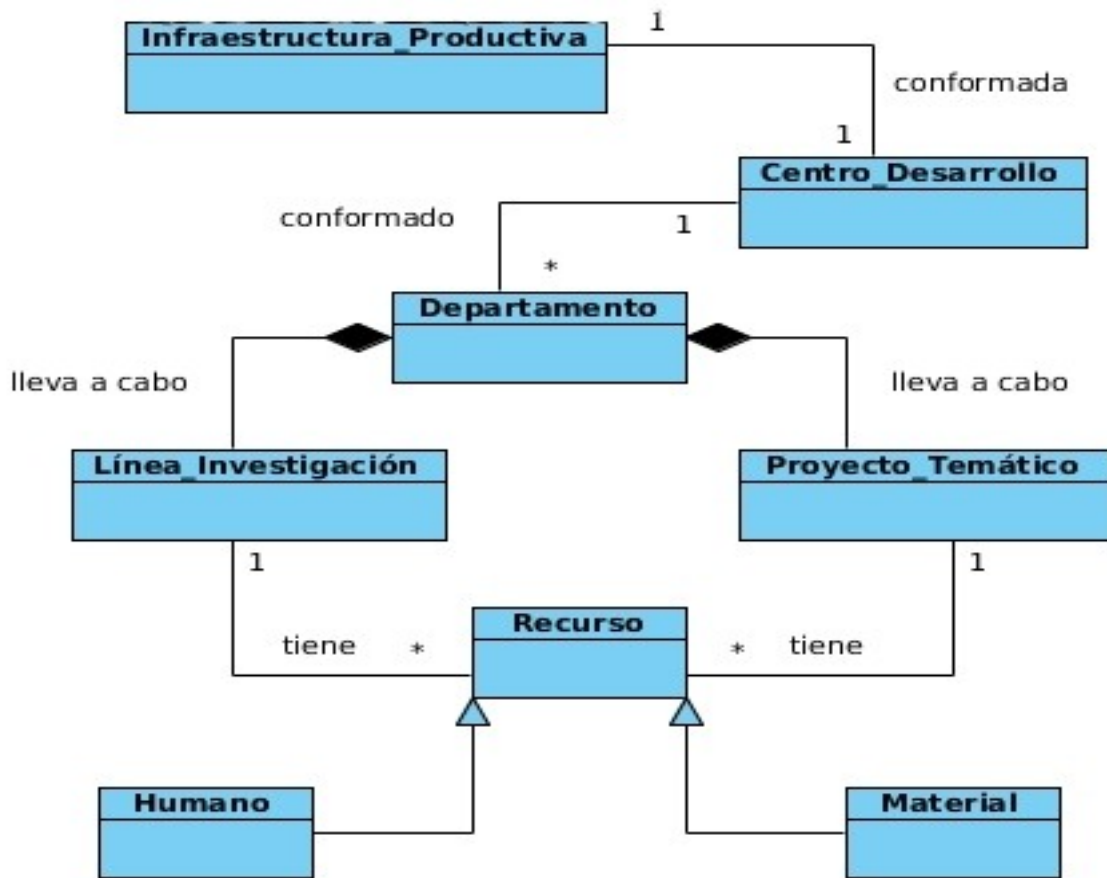 Infraestructura_Productiva
1
conformada
1
Centro_Desarrollo
conformado
1
*
Departamento
lleva a cabo
lleva a cabo
Línea_Investigación
Proyecto_Temático
1
1
Recurso
tiene
*
*
tiene
Humano
Material